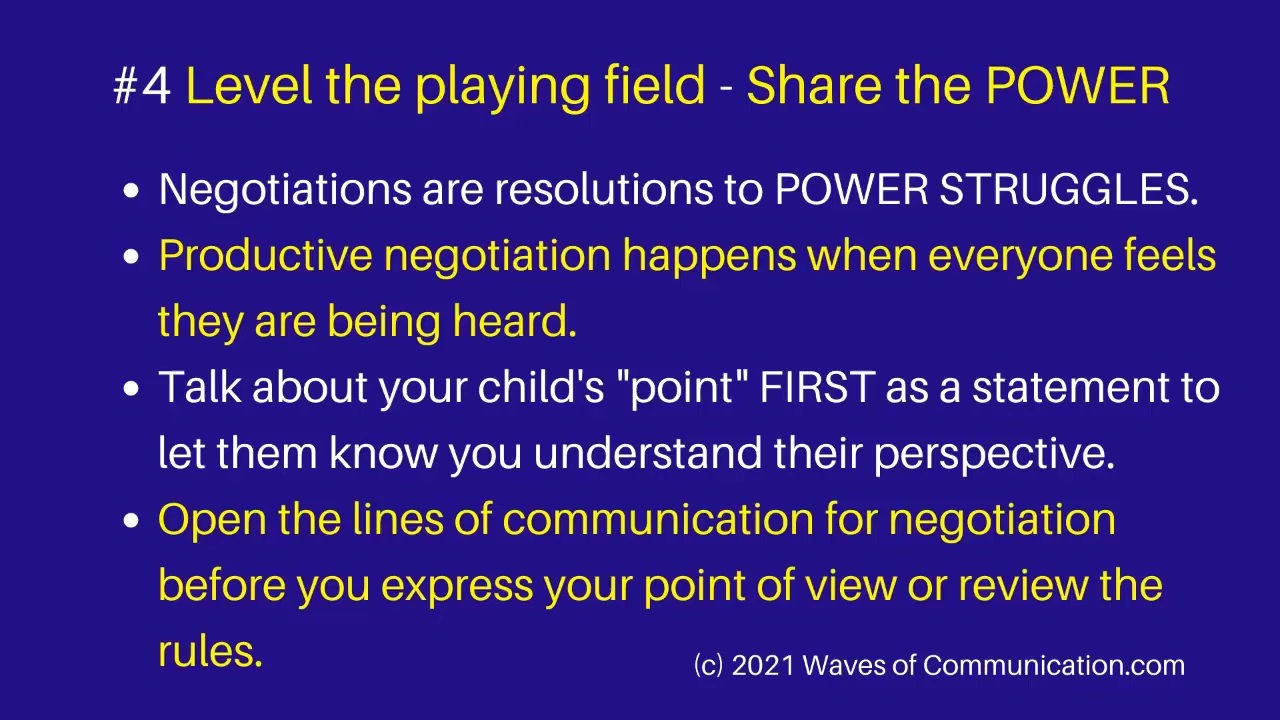 #4 Level the playing field - Share the POWER
• Negotiations are resolutions to POWER STRUGGLES.
• Productive negotiation happens when everyone feels
they are being heard.
• Talk about your child's "point" FIRST as a statement to
let them know you understand their perspective.
• Open the lines of communication for negotiation
before you express your point of view or review the
rules.
(c) 2021 Waves of Communication.com